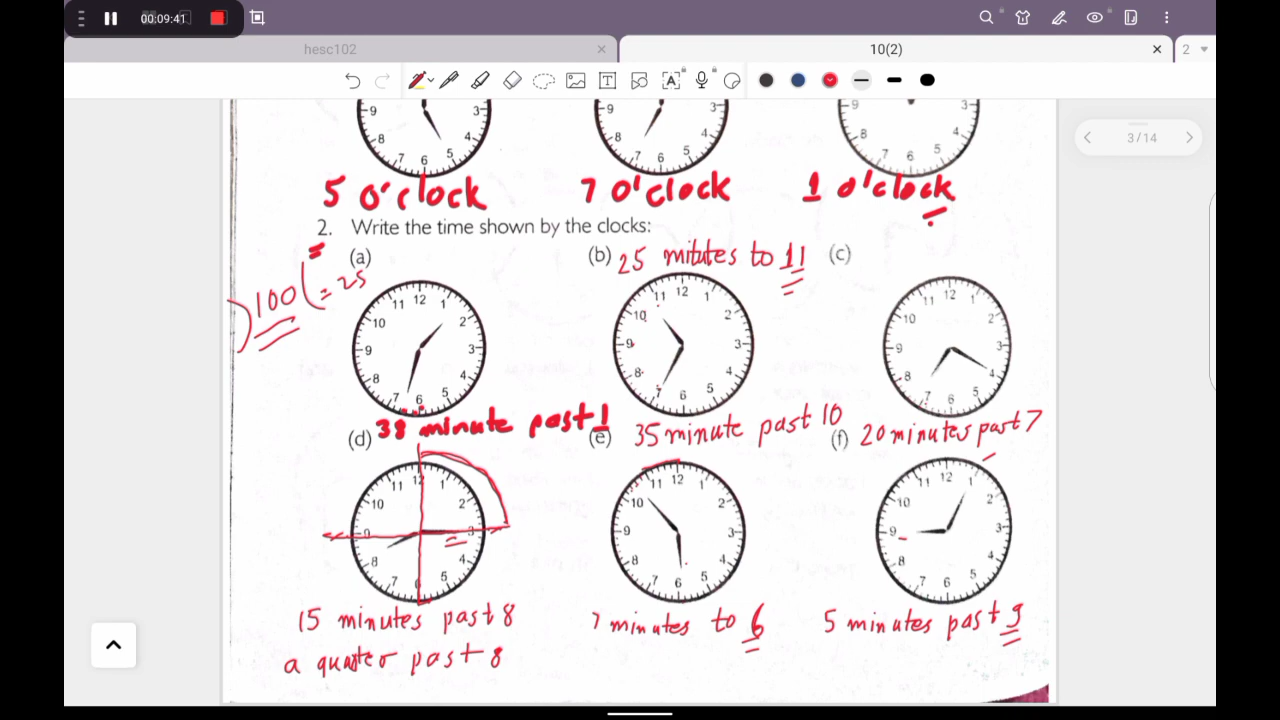 00:09:41
hesc102
10(2)
2
3/14
5 o'clock
7 o'clock
1 o'clock
2. Write the time shown by the clocks:
(a)
(b) 25 mitutes to 11
(c)
100 = 25
38 minute past 1
35 minute past 10
20 minutes past 7
(d)
(e)
(f)
15 minutes past 8
a quarter past 8
7 minutes to 6
5 minutes past 9